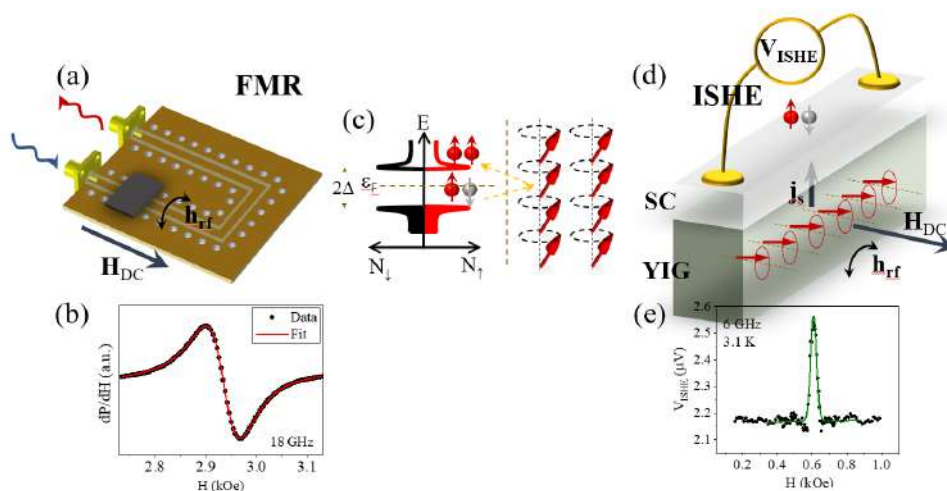 (a)
FMR
h_rf
H_DC
(b)
dP/dH (a.u.)
Data
Fit
18 GHz
2.8 2.9 3.0 3.1
H (kOe)
(c)
E
2Δ
ε_F
N↓ N↑
(d)
V_ISHE
ISHE
SC
j_s
YIG
H_DC
h_rf
(e)
6 GHz
3.1 K
V_ISHE (μV)
2.6
2.5
2.4
2.3
2.2
2.1
0.2 0.4 0.6 0.8 1.0
H (kOe)